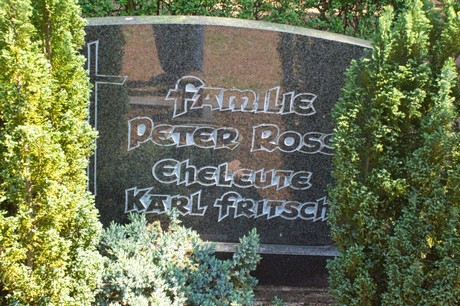 Familie
Peter Ross
Eheleute
Karl Fritsch